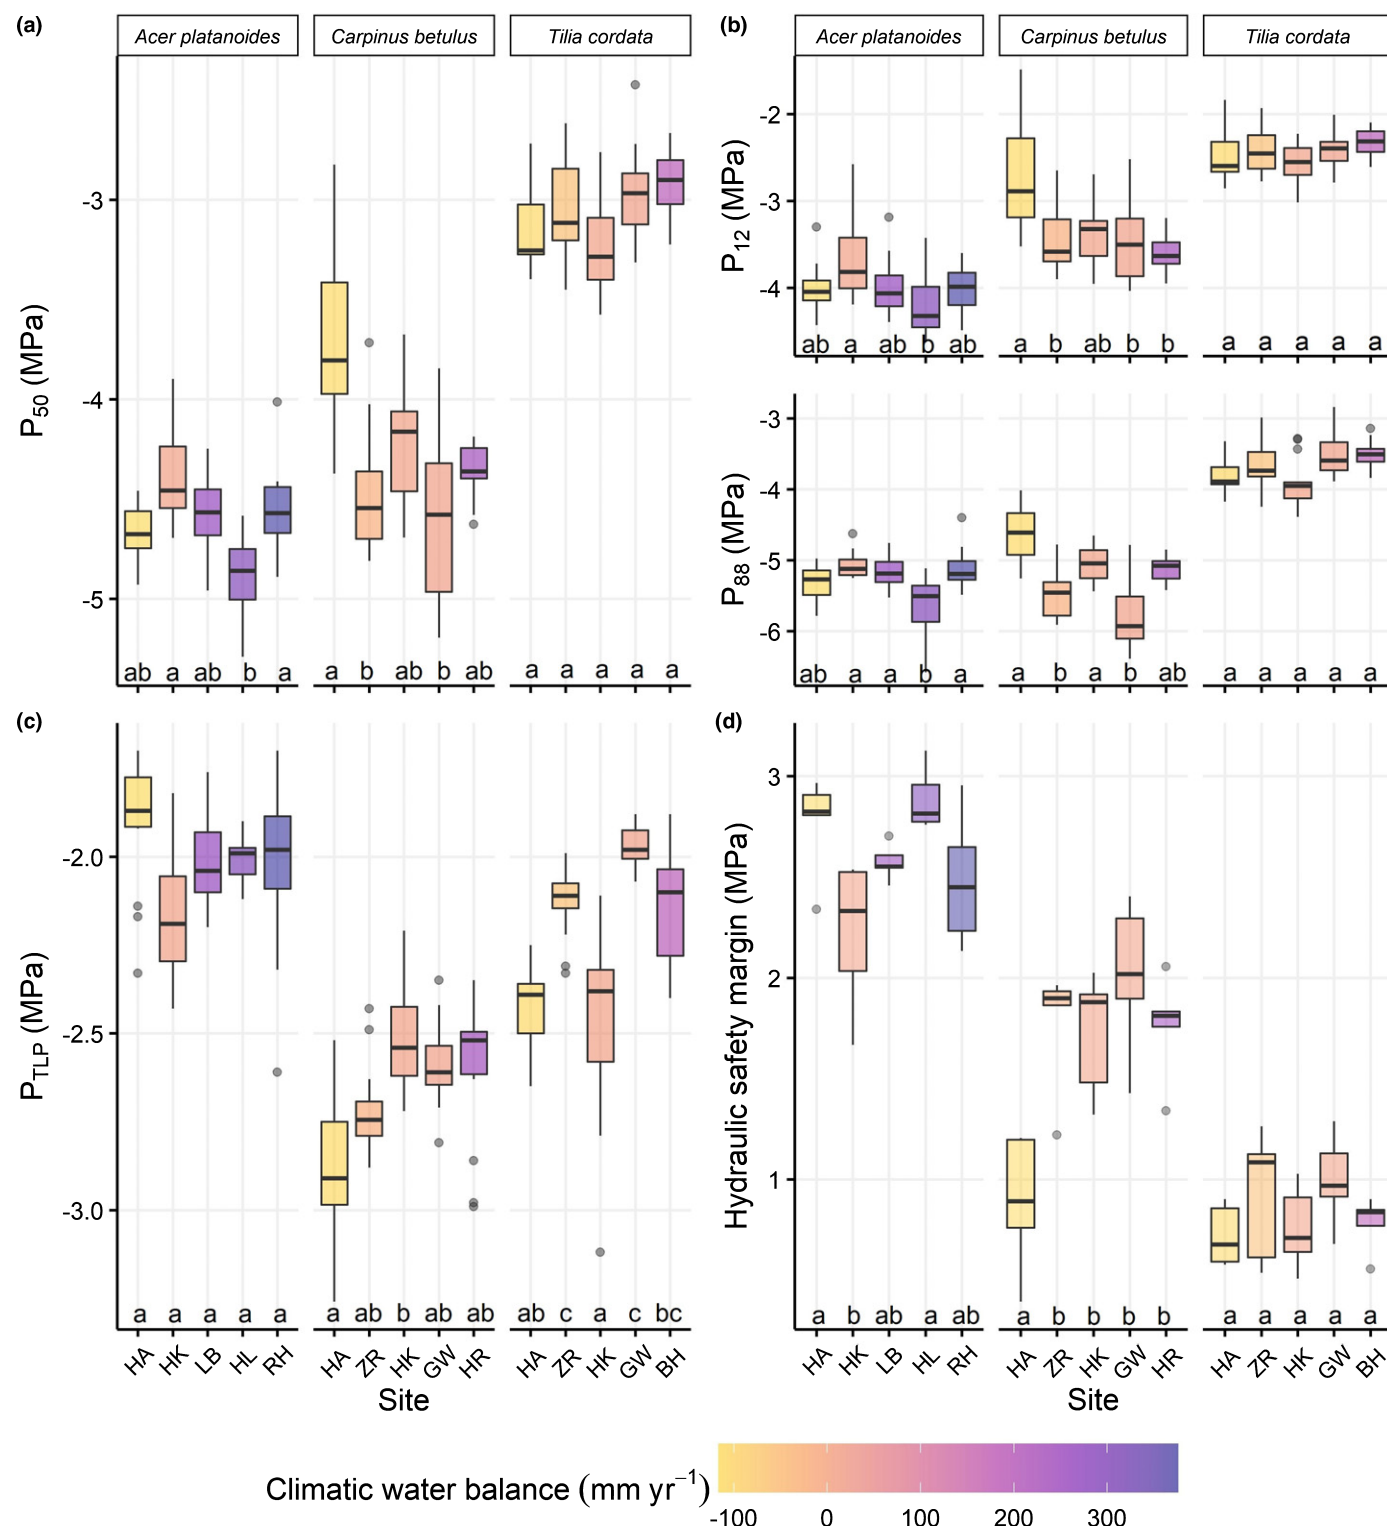 (a)
Acer platanoides Carpinus betulus Tilia cordata
P50 (MPa)
-3
-4
-5
ab a ab b a
a b ab b ab
a a a a a
(b)
Acer platanoides Carpinus betulus Tilia cordata
P12 (MPa)
-2
-3
-4
ab a ab b ab
a b ab b b
a a a a a
P88 (MPa)
-3
-4
-5
-6
ab a a b a
a b a b ab
a a a a a
(c)
PTLP (MPa)
-2.0
-2.5
-3.0
a a a a a
a ab b ab ab
ab c a c bc
HA HK LB HL RH
HA ZR HK GW HR
HA ZR HK GW BH
Site
(d)
Hydraulic safety margin (MPa)
3
2
1
a b ab a ab
a b b b b
a a a a a
HA HK LB HL RH
HA ZR HK GW HR
HA ZR HK GW BH
Site
Climatic water balance (mm yr−1)
-100 0 100 200 300